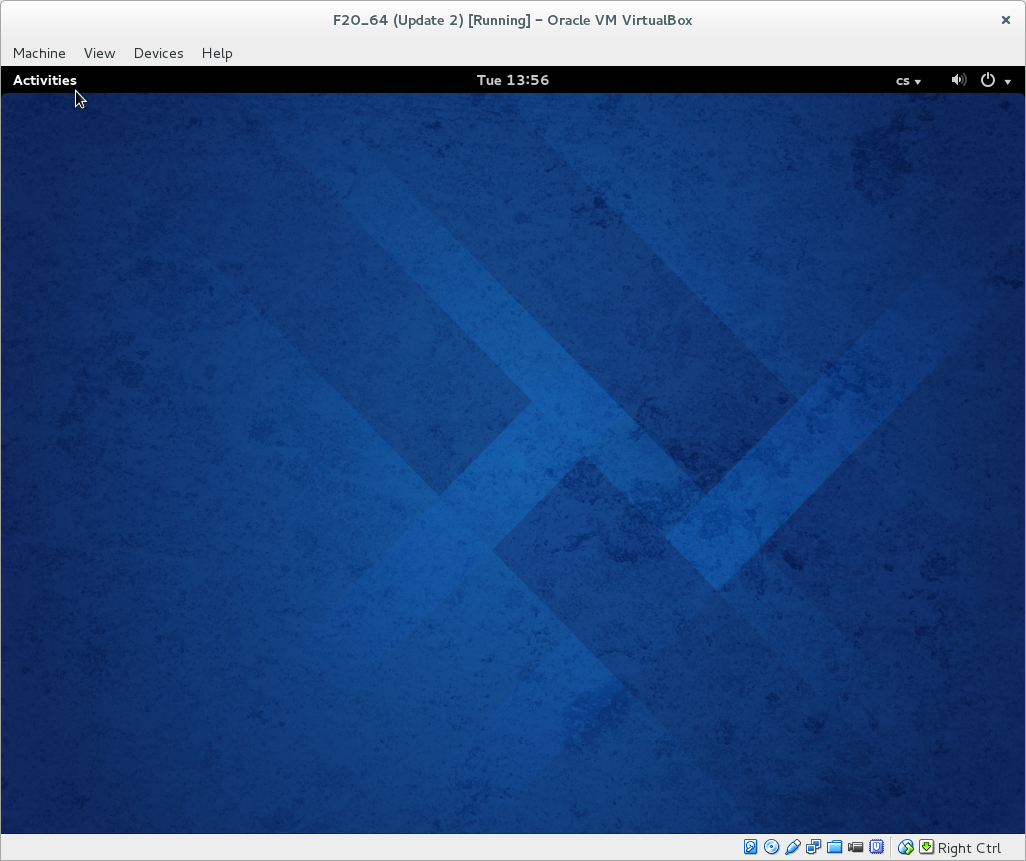 F20_64 (Update 2) [Running] – Oracle VM VirtualBox
Machine View Devices Help
Activities Tue 13:56 cs
Right Ctrl